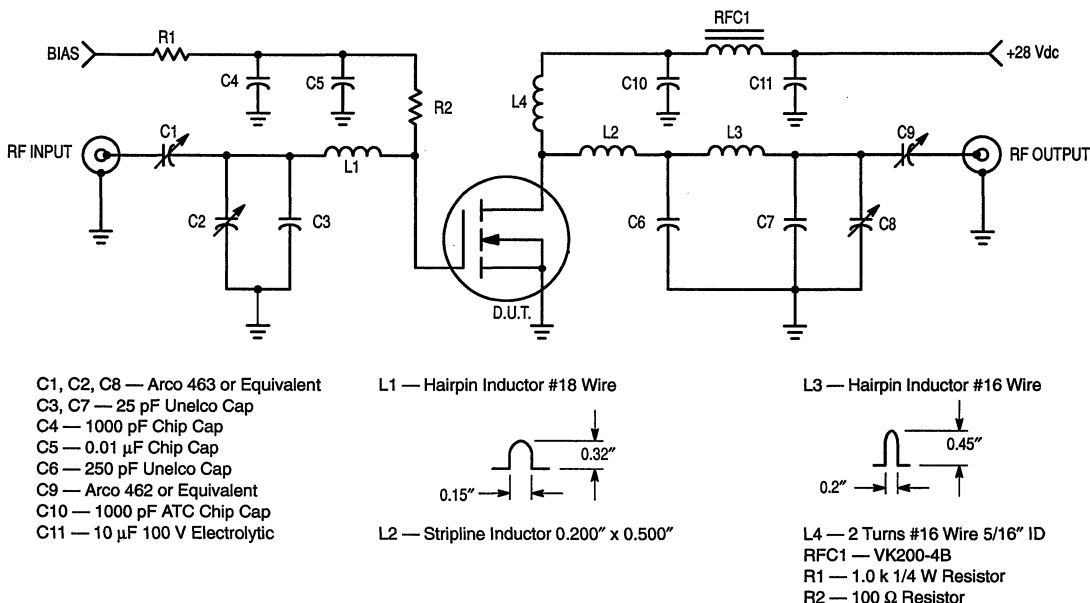 RFC1
BIAS
R1
+28 Vdc
C4
C5
R2
L4
C10
C11
RF INPUT
C1
L1
L2
L3
C9
RF OUTPUT
C2
C3
C6
C7
C8
D.U.T.
C1, C2, C8 — Arco 463 or Equivalent
C3, C7 — 25 pF Unelco Cap
C4 — 1000 pF Chip Cap
C5 — 0.01 µF Chip Cap
C6 — 250 pF Unelco Cap
C9 — Arco 462 or Equivalent
C10 — 1000 pF ATC Chip Cap
C11 — 10 µF 100 V Electrolytic
L1 — Hairpin Inductor #18 Wire
0.32″
0.15″
L2 — Stripline Inductor 0.200″ x 0.500″
L3 — Hairpin Inductor #16 Wire
0.45″
0.2″
L4 — 2 Turns #16 Wire 5/16″ ID
RFC1 — VK200-4B
R1 — 1.0 k 1/4 W Resistor
R2 — 100 Ω Resistor